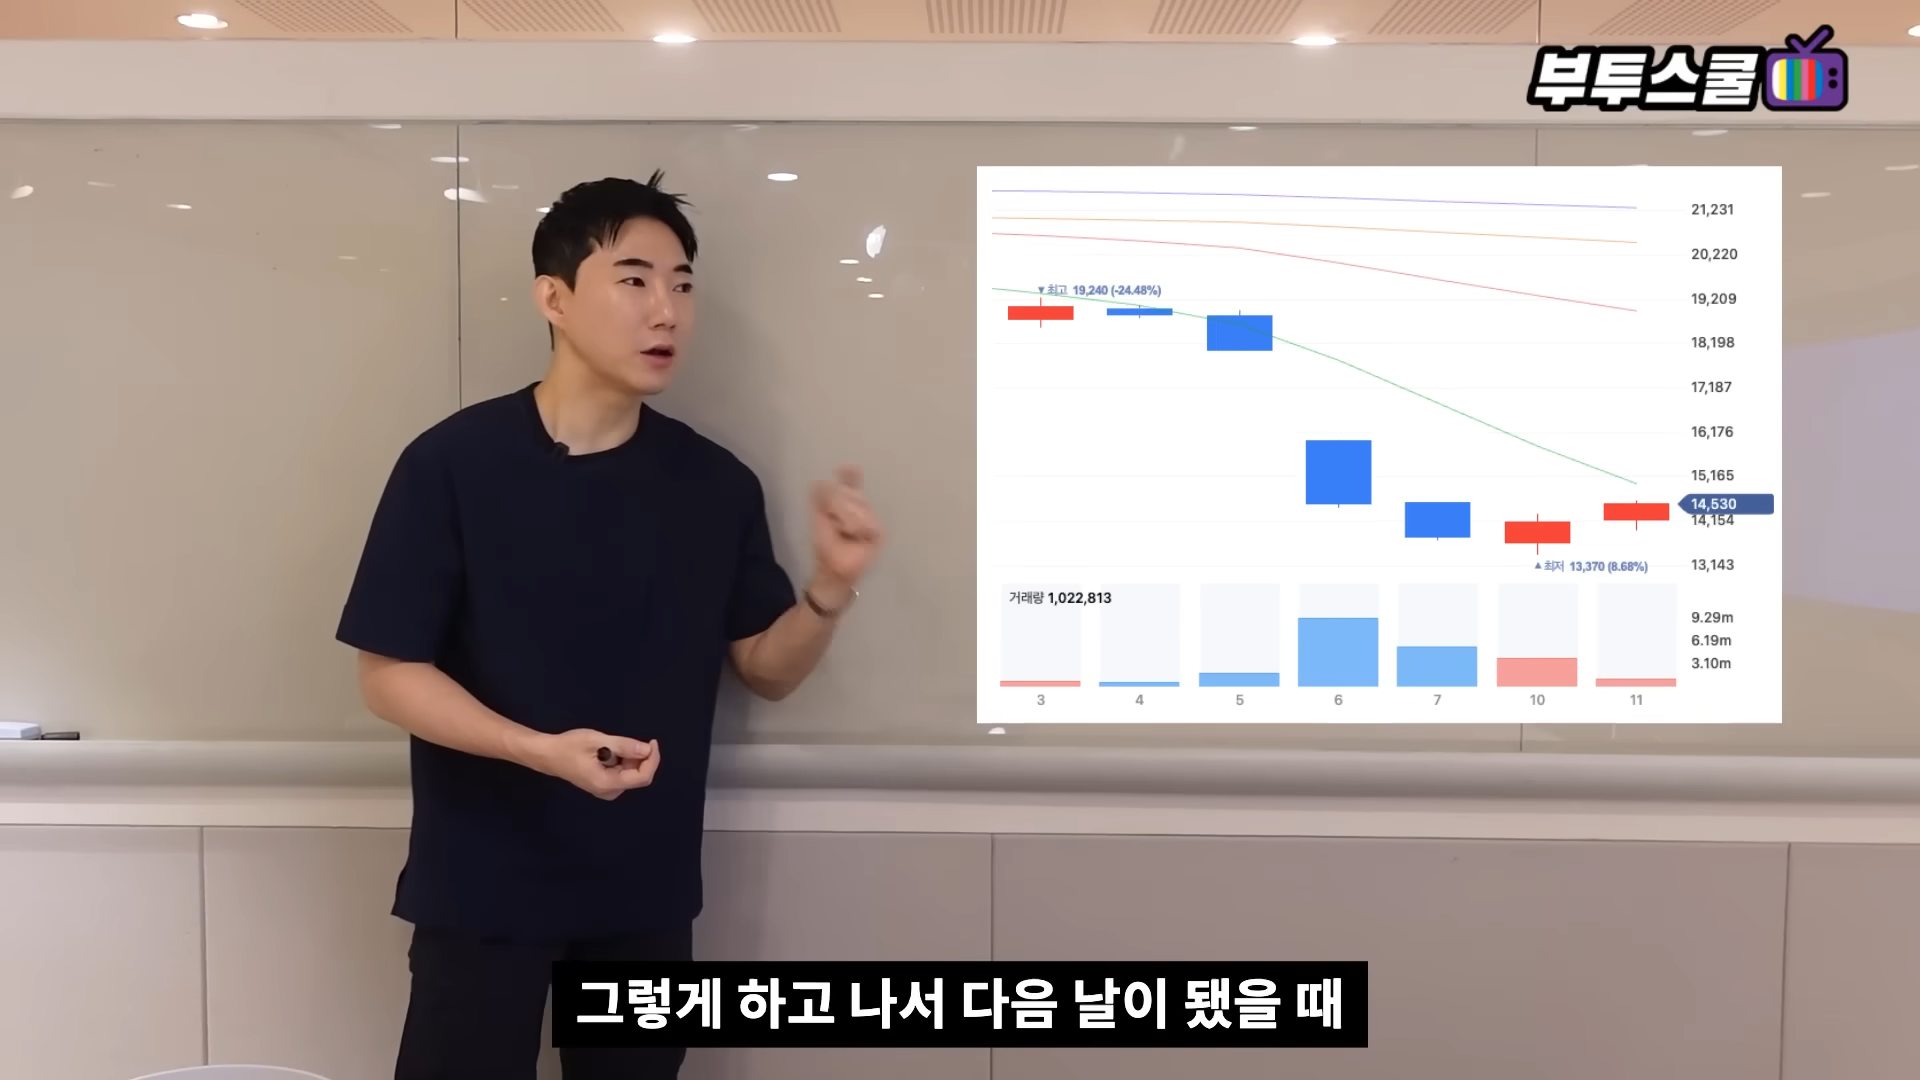 부투스쿨
21,231
20,220
19,209
18,198
17,187
16,176
15,165
14,530
14,154
13,143
▼최고 19,240 (-24.48%)
▲최저 13,370 (8.68%)
거래량 1,022,813
9.29m
6.19m
3.10m
3 4 5 6 7 10 11
그렇게 하고 나서 다음 날이 됐을 때